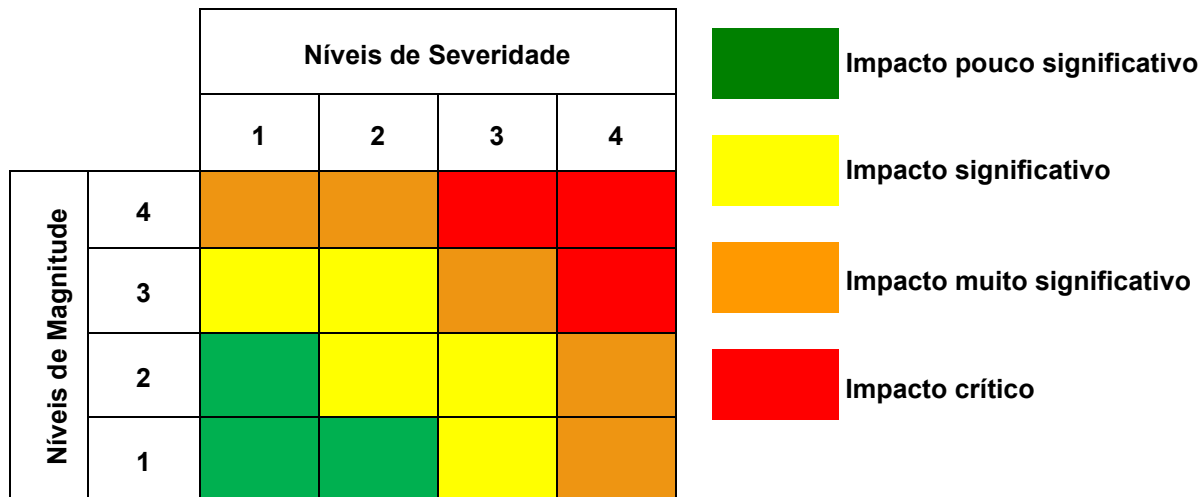 Níveis de Severidade
1 2 3 4
Níveis de Magnitude
4
3
2
1
Impacto pouco significativo
Impacto significativo
Impacto muito significativo
Impacto crítico